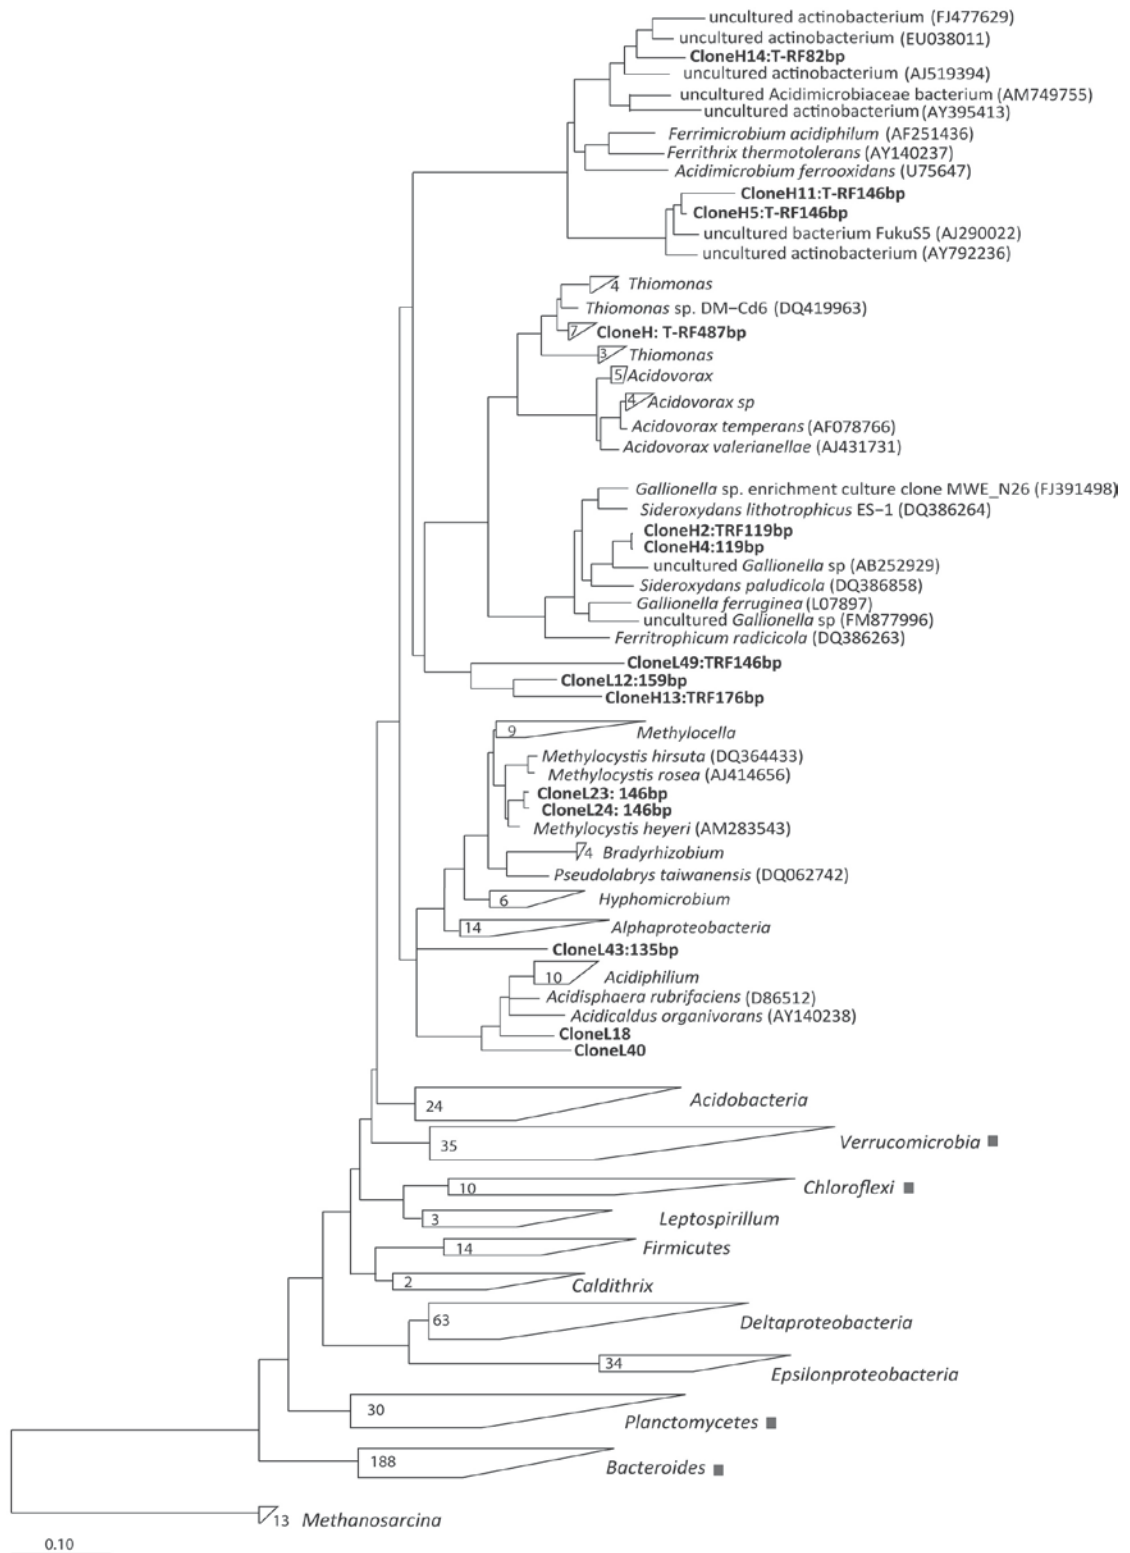 uncultured actinobacterium (FJ477629)
uncultured actinobacterium (EU038011)
CloneH14:T-RF82bp
uncultured actinobacterium (AJ519394)
uncultured Acidimicrobiaceae bacterium (AM749755)
uncultured actinobacterium (AY395413)
Ferrimicrobium acidiphilum (AF251436)
Ferrithrix thermotolerans (AY140237)
Acidimicrobium ferrooxidans (U75647)
CloneH11:T-RF146bp
CloneH5:T-RF146bp
uncultured bacterium FukuS5 (AJ290022)
uncultured actinobacterium (AY792236)
4 Thiomonas
Thiomonas sp. DM−Cd6 (DQ419963)
7 CloneH: T-RF487bp
3 Thiomonas
5 Acidovorax
4 Acidovorax sp
Acidovorax temperans (AF078766)
Acidovorax valerianellae (AJ431731)
Gallionella sp. enrichment culture clone MWE_N26 (FJ391498)
Sideroxydans lithotrophicus ES−1 (DQ386264)
CloneH2:TRF119bp
CloneH4:119bp
uncultured Gallionella sp (AB252929)
Sideroxydans paludicola (DQ386858)
Gallionella ferruginea (L07897)
uncultured Gallionella sp (FM877996)
Ferritrophicum radicicola (DQ386263)
CloneL49:TRF146bp
CloneL12:159bp
CloneH13:TRF176bp
9 Methylocella
Methylocystis hirsuta (DQ364433)
Methylocystis rosea (AJ414656)
CloneL23: 146bp
CloneL24: 146bp
Methylocystis heyeri (AM283543)
4 Bradyrhizobium
Pseudolabrys taiwanensis (DQ062742)
6 Hyphomicrobium
14 Alphaproteobacteria
CloneL43:135bp
10 Acidiphilium
Acidisphaera rubrifaciens (D86512)
Acidicaldus organivorans (AY140238)
CloneL18
CloneL40
24 Acidobacteria
35 Verrucomicrobia
10 Chloroflexi
3 Leptospirillum
14 Firmicutes
2 Caldithrix
63 Deltaproteobacteria
34 Epsilonproteobacteria
30 Planctomycetes
188 Bacteroides
13 Methanosarcina
0.10